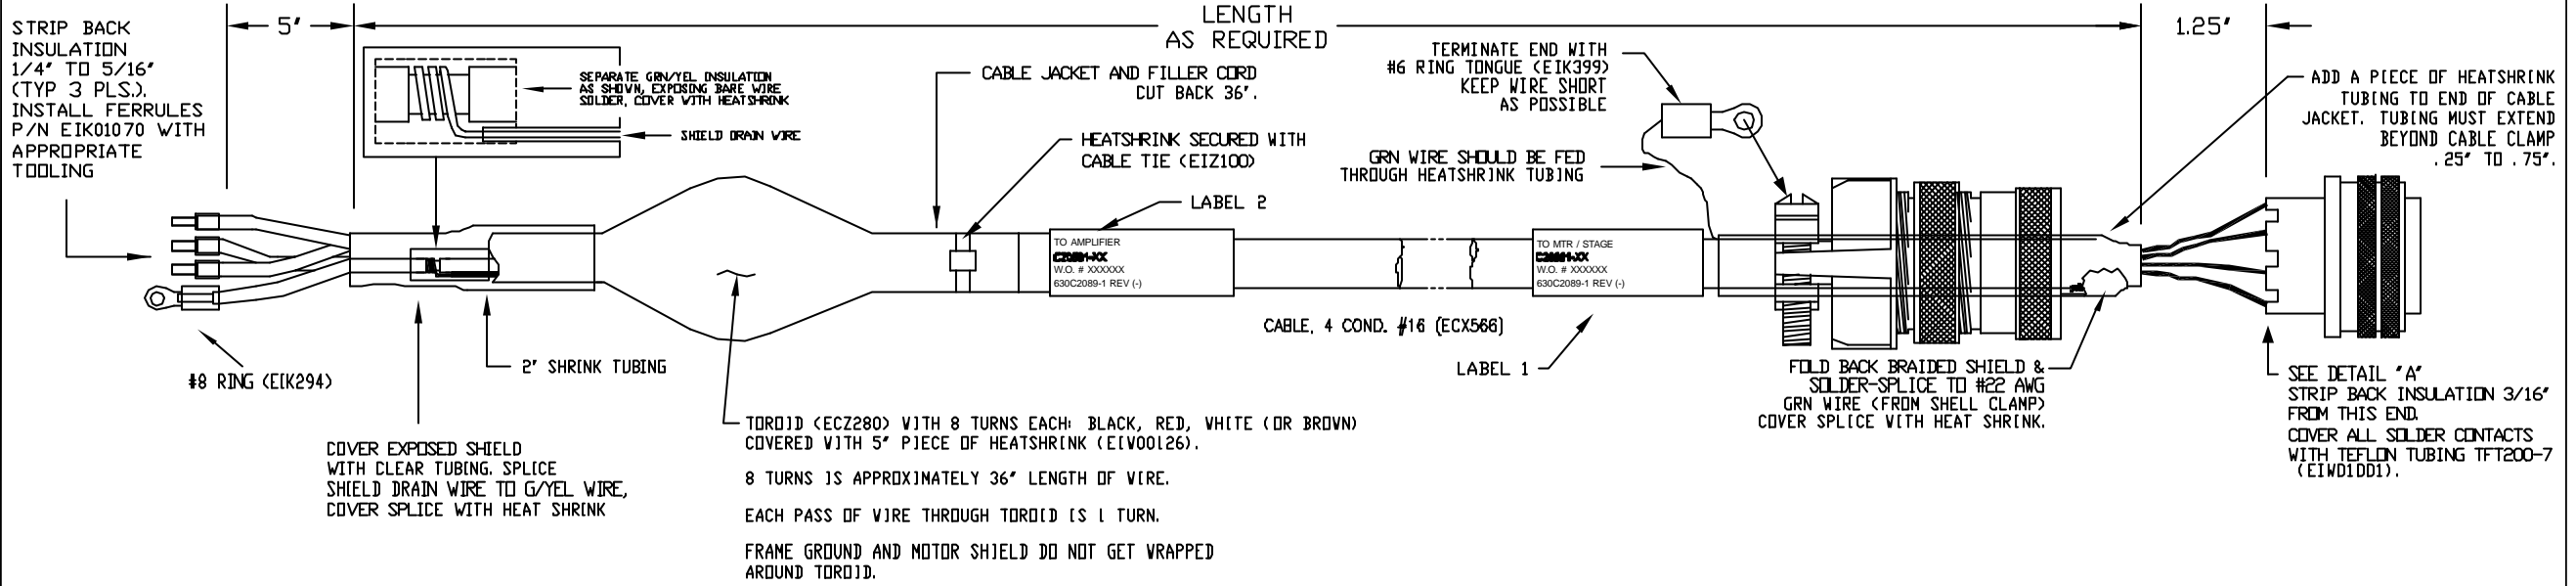 STRIP BACK
INSULATION
1/4" TO 5/16"
(TYP 3 PLS.).
INSTALL FERRULES
P/N EIK01070 WITH
APPROPRIATE
TOOLING
5"
LENGTH
AS REQUIRED
1.25"
SEPARATE GRN/YEL INSULATION
AS SHOWN, EXPOSING BARE WIRE
SOLDER, COVER WITH HEATSHRINK
SHIELD DRAIN WIRE
CABLE JACKET AND FILLER CORD
CUT BACK 36".
HEATSHRINK SECURED WITH
CABLE TIE (EIZ100)
LABEL 2
TERMINATE END WITH
#6 RING TONGUE (EIK399)
KEEP WIRE SHORT
AS POSSIBLE
GRN WIRE SHOULD BE FED
THROUGH HEATSHRINK TUBING
ADD A PIECE OF HEATSHRINK
TUBING TO END OF CABLE
JACKET. TUBING MUST EXTEND
BEYOND CABLE CLAMP
.25" TO .75".
TO AMPLIFIER
W.O. # XXXXXX
630C2089-1 REV (-)
TO MTR / STAGE
W.O. # XXXXXX
630C2089-1 REV (-)
CABLE, 4 COND. #16 (ECX566)
LABEL 1
#8 RING (EIK294)
2" SHRINK TUBING
COVER EXPOSED SHIELD
WITH CLEAR TUBING. SPLICE
SHIELD DRAIN WIRE TO G/YEL WIRE,
COVER SPLICE WITH HEAT SHRINK
TOROID (ECZ280) WITH 8 TURNS EACH: BLACK, RED, WHITE (OR BROWN)
COVERED WITH 5" PIECE OF HEATSHRINK (EIW00126).
8 TURNS IS APPROXIMATELY 36" LENGTH OF WIRE.
EACH PASS OF WIRE THROUGH TOROID IS 1 TURN.
FRAME GROUND AND MOTOR SHIELD DO NOT GET WRAPPED
AROUND TOROID.
FOLD BACK BRAIDED SHIELD &
SOLDER-SPLICE TO #22 AWG
GRN WIRE (FROM SHELL CLAMP)
COVER SPLICE WITH HEAT SHRINK.
SEE DETAIL "A"
STRIP BACK INSULATION 3/16"
FROM THIS END.
COVER ALL SOLDER CONTACTS
WITH TEFLON TUBING TFT200-7
(EIW01001).